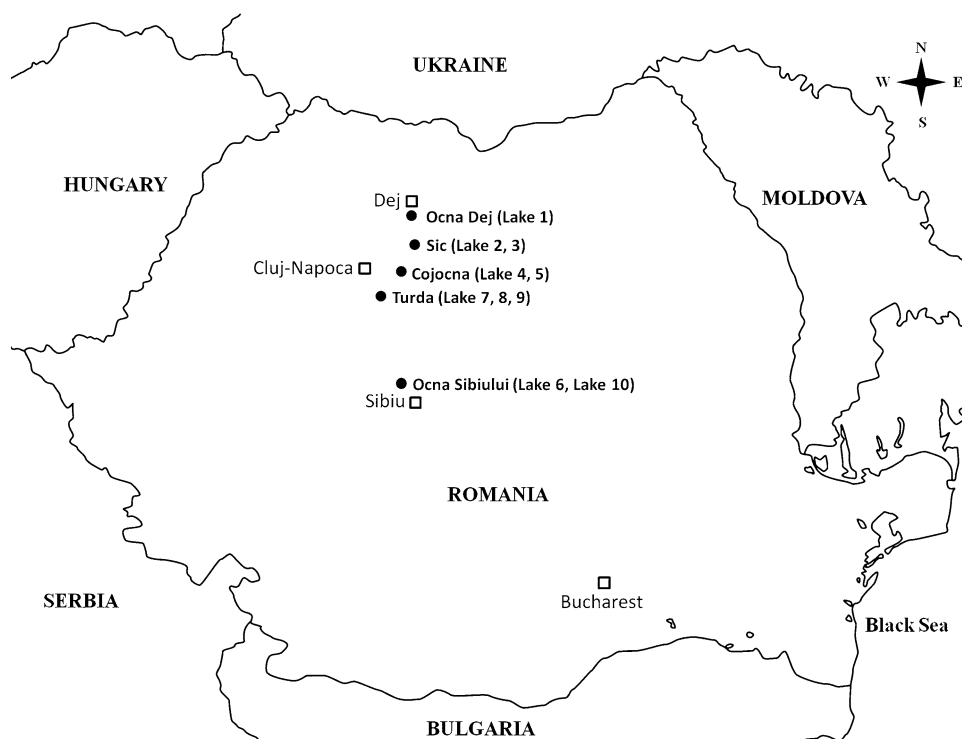 UKRAINE
N
W E
S
HUNGARY
MOLDOVA
Dej
Ocna Dej (Lake 1)
Sic (Lake 2, 3)
Cluj-Napoca
Cojocna (Lake 4, 5)
Turda (Lake 7, 8, 9)
Ocna Sibiului (Lake 6, Lake 10)
Sibiu
ROMANIA
SERBIA
Bucharest
Black Sea
BULGARIA